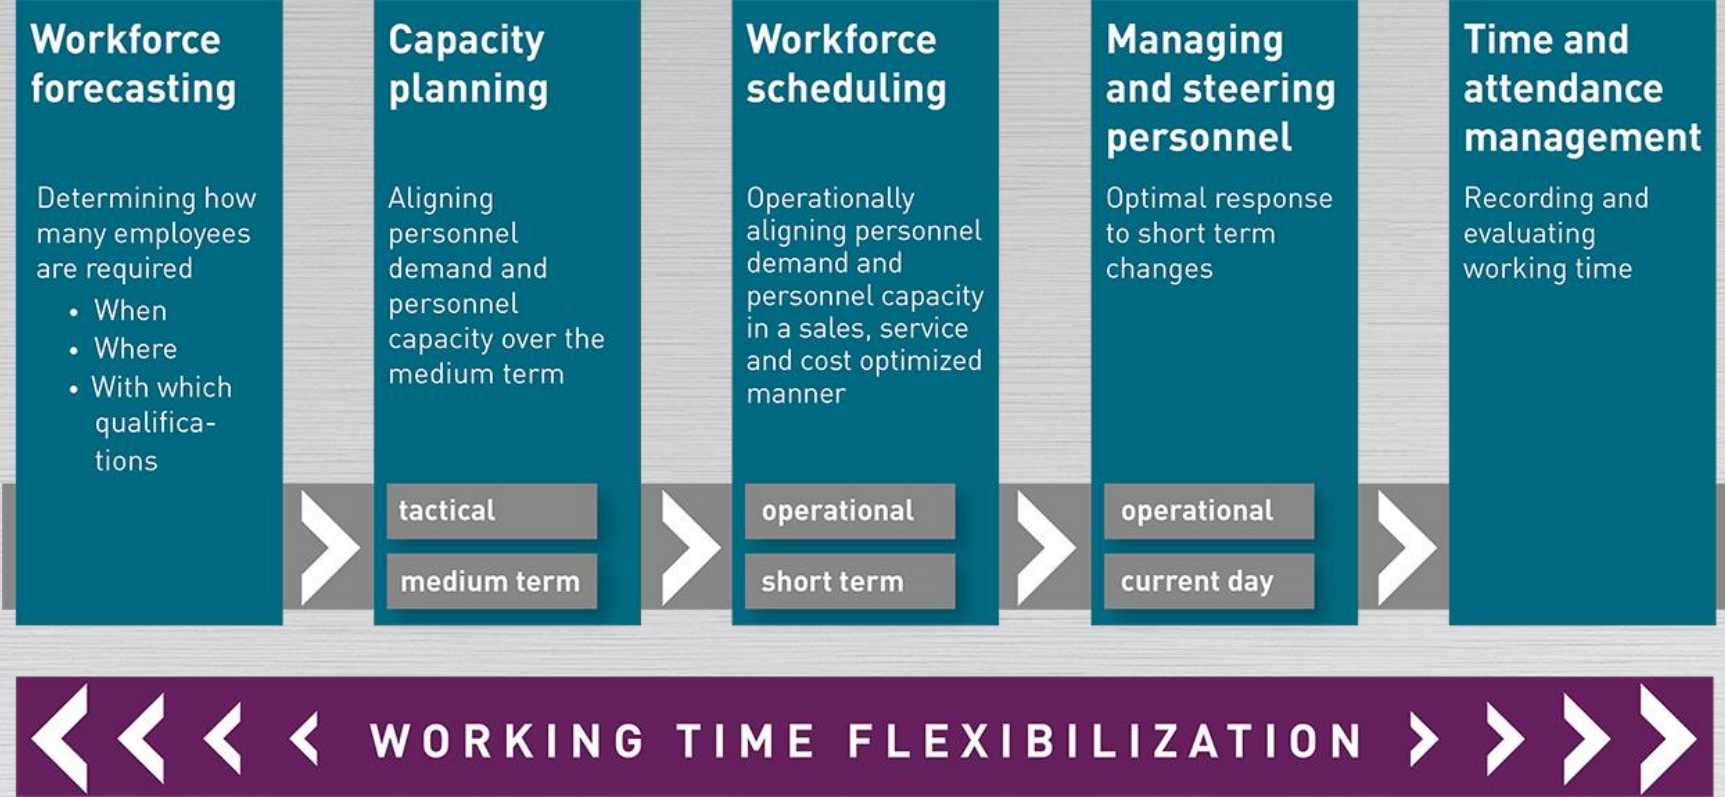 Workforce
forecasting
Determining how
many employees
are required
• When
• Where
• With which
qualifica-
tions
Capacity
planning
Aligning
personnel
demand and
personnel
capacity over the
medium term
tactical
medium term
Workforce
scheduling
Operationally
aligning personnel
demand and
personnel capacity
in a sales, service
and cost optimized
manner
operational
short term
Managing
and steering
personnel
Optimal response
to short term
changes
operational
current day
Time and
attendance
management
Recording and
evaluating
working time
WORKING TIME FLEXIBILIZATION